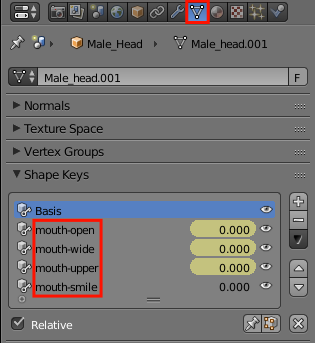 Male_Head Male_head.001
Male_head.001 F
Normals
Texture Space
Vertex Groups
Shape Keys
Basis
mouth-open 0.000
mouth-wide 0.000
mouth-upper 0.000
mouth-smile 0.000
Relative